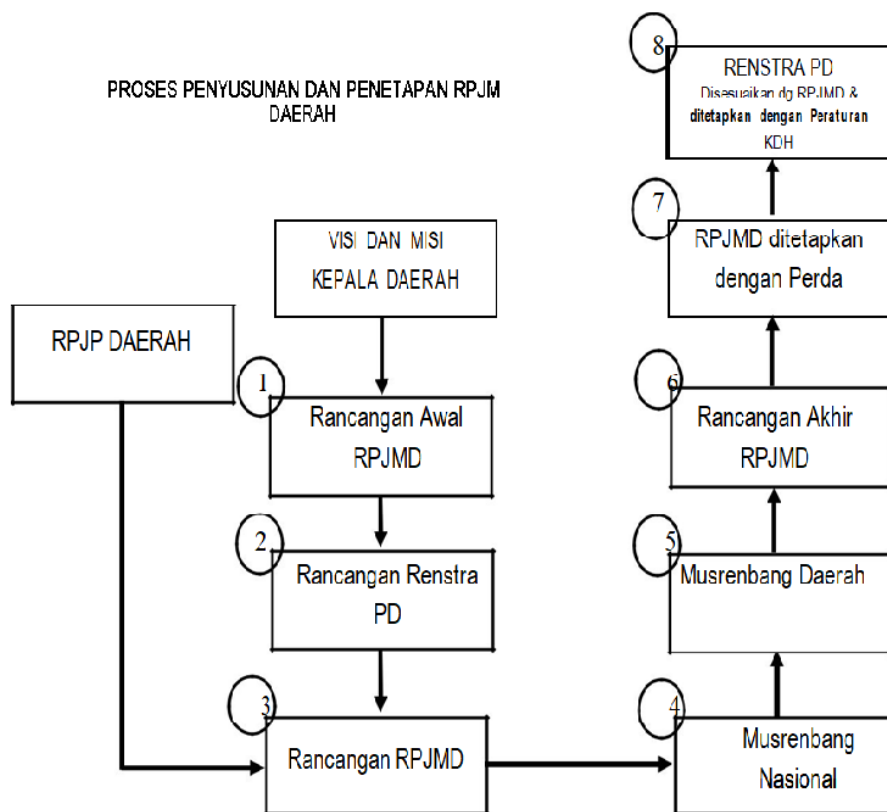 PROSES PENYUSUNAN DAN PENETAPAN RPJM
DAERAH
RPJP DAERAH
VISI DAN MISI
KEPALA DAERAH
1
Rancangan Awal
RPJMD
2
Rancangan Renstra
PD
3
Rancangan RPJMD
4
Musrenbang
Nasional
5
Musrenbang Daerah
6
Rancangan Akhir
RPJMD
7
RPJMD ditetapkan
dengan Perda
8
RENSTRA PD
Disesuaikan dg RPJMD &
ditetapkan dengan Peraturan
KDH